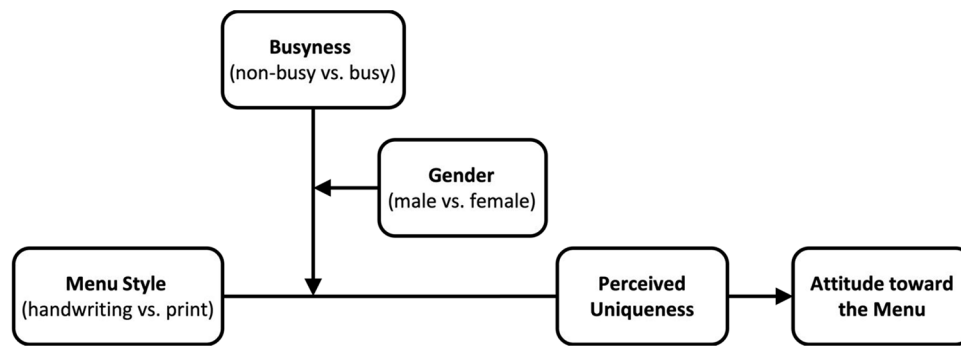 Busyness
(non-busy vs. busy)
Gender
(male vs. female)
Menu Style
(handwriting vs. print)
Perceived
Uniqueness
Attitude toward
the Menu